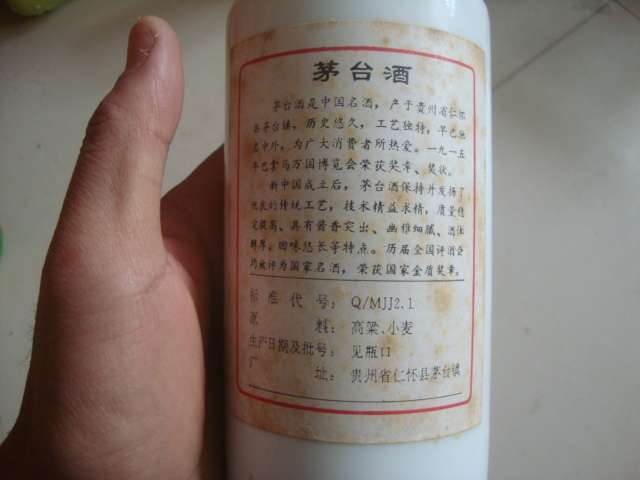 茅台酒
茅台酒是中国名酒，产于贵州省仁怀
县茅台镇，历史悠久，工艺独特，早已驰
名中外，为广大消费者所热爱。一九一五
年巴拿马万国博览会荣获奖章、奖状。
新中国成立后，茅台酒保持并发扬了
优良的传统工艺，技术精益求精，质量稳
定提高、具有酱香突出、幽雅细腻、酒体
醇厚。回味悠长等特点。历届全国评酒会
均被评为国家名酒，荣获国家金质奖章。
标准代号：Q/MJJ2.1
原料：高粱、小麦
生产日期及批号：见瓶口
厂址：贵州省仁怀县茅台镇